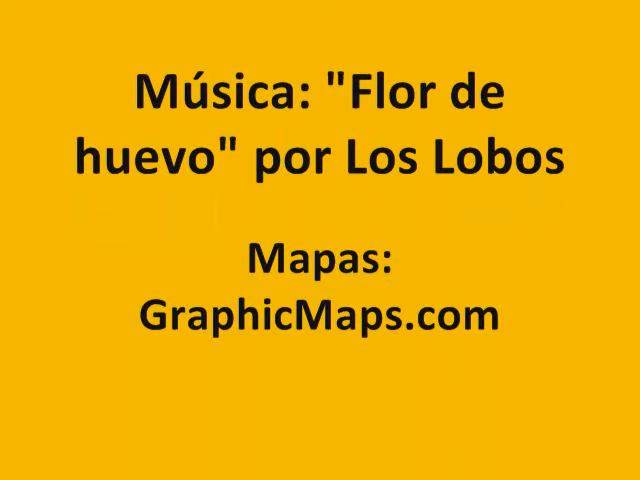 Música: "Flor de
huevo" por Los Lobos
Mapas:
GraphicMaps.com